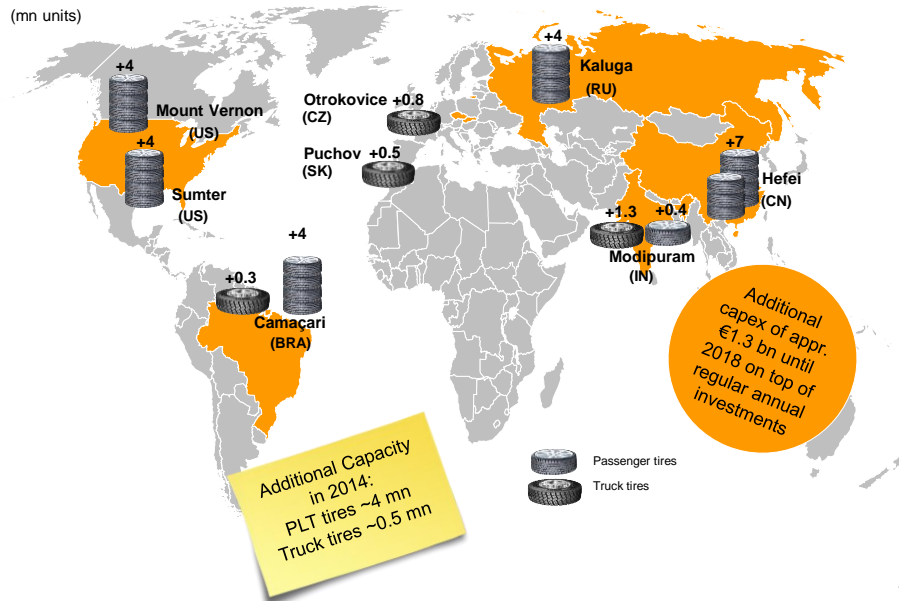 (mn units)
+4
Mount Vernon
(US)
+4
Sumter
(US)
Otrokovice +0.8
(CZ)
Puchov +0.5
(SK)
+4
Kaluga
(RU)
+7
Hefei
(CN)
+1.3
+0.4
Modipuram
(IN)
+0.3
+4
Camaçari
(BRA)
Additional
capex of appr.
€1.3 bn until
2018 on top of
regular annual
investments
Additional Capacity
in 2014:
PLT tires ~4 mn
Truck tires ~0.5 mn
Passenger tires
Truck tires